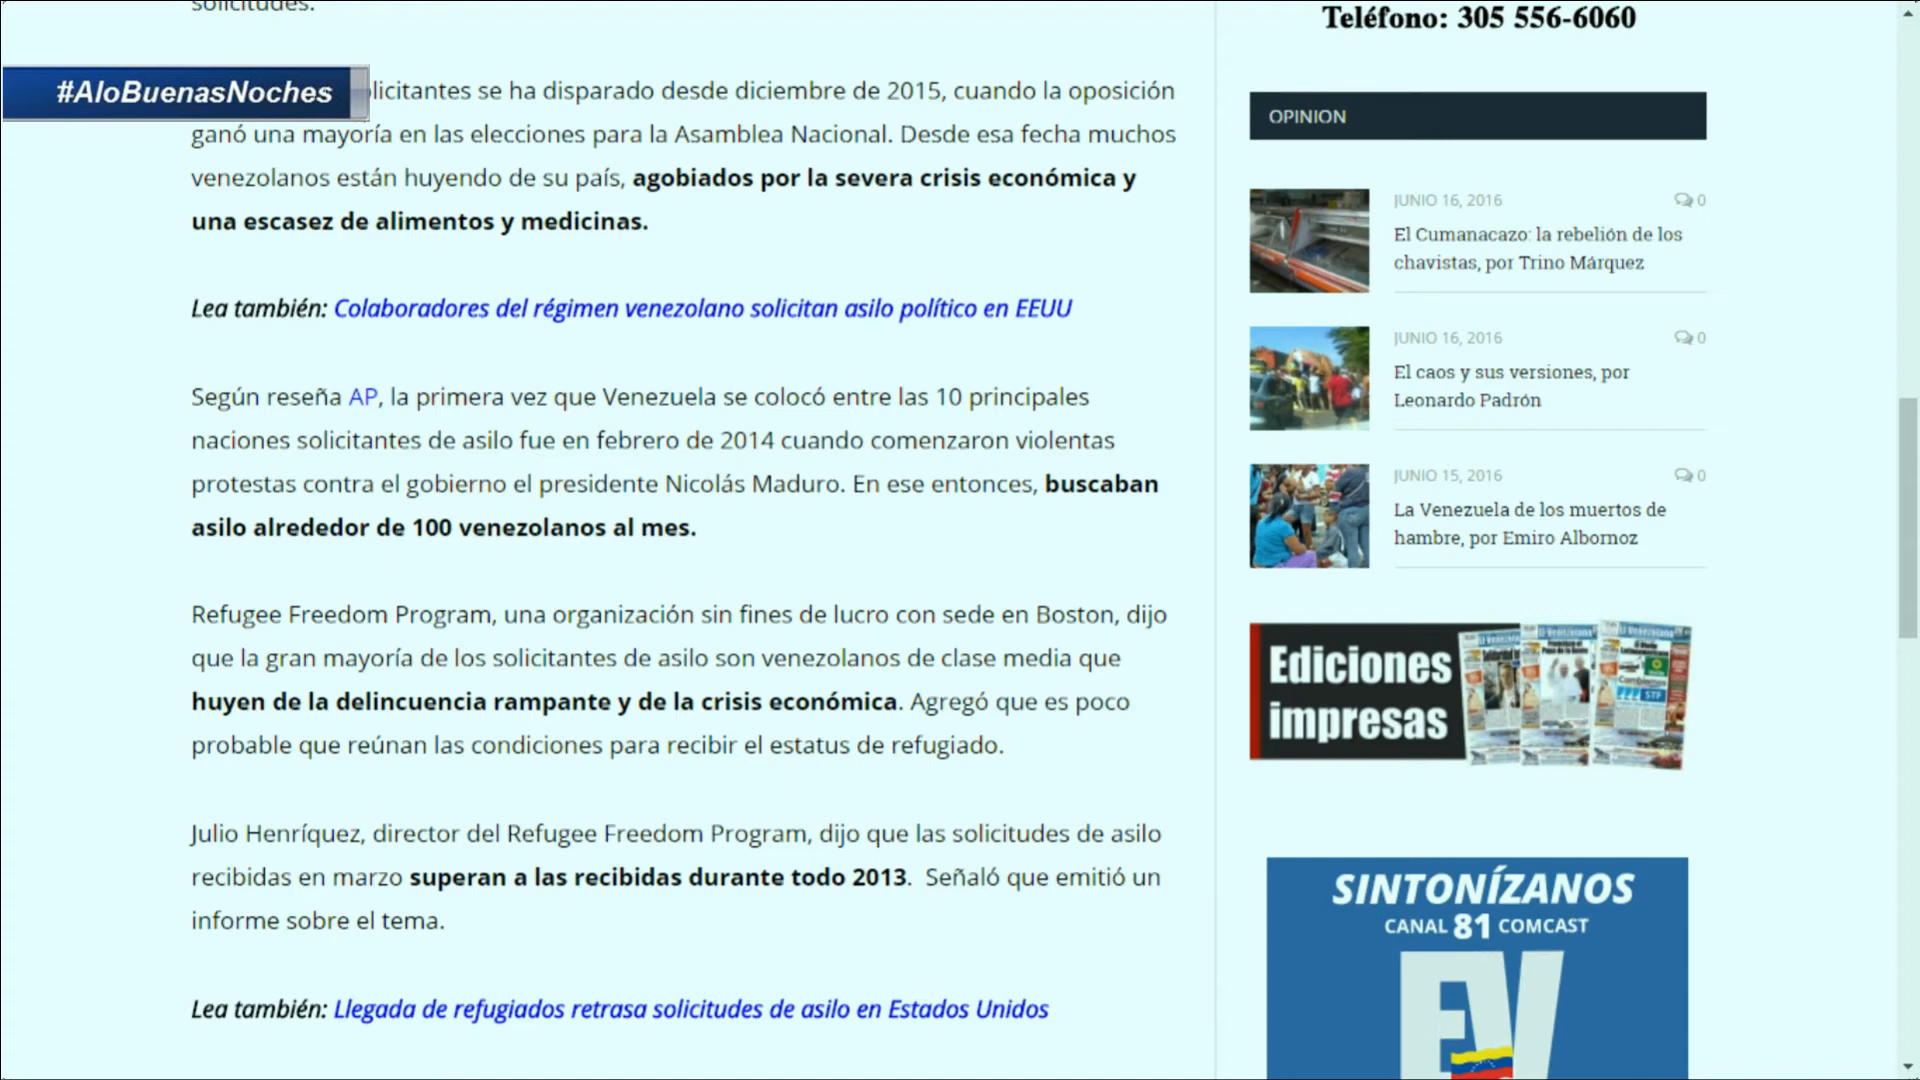 solicitudes.
#AloBuenasNoches
licitantes se ha disparado desde diciembre de 2015, cuando la oposición
ganó una mayoría en las elecciones para la Asamblea Nacional. Desde esa fecha muchos
venezolanos están huyendo de su país, agobiados por la severa crisis económica y
una escasez de alimentos y medicinas.
Lea también: Colaboradores del régimen venezolano solicitan asilo político en EEUU
Según reseña AP, la primera vez que Venezuela se colocó entre las 10 principales
naciones solicitantes de asilo fue en febrero de 2014 cuando comenzaron violentas
protestas contra el gobierno el presidente Nicolás Maduro. En ese entonces, buscaban
asilo alrededor de 100 venezolanos al mes.
Refugee Freedom Program, una organización sin fines de lucro con sede en Boston, dijo
que la gran mayoría de los solicitantes de asilo son venezolanos de clase media que
huyen de la delincuencia rampante y de la crisis económica. Agregó que es poco
probable que reúnan las condiciones para recibir el estatus de refugiado.
Julio Henríquez, director del Refugee Freedom Program, dijo que las solicitudes de asilo
recibidas en marzo superan a las recibidas durante todo 2013. Señaló que emitió un
informe sobre el tema.
Lea también: Llegada de refugiados retrasa solicitudes de asilo en Estados Unidos
Teléfono: 305 556-6060
OPINION
JUNIO 16, 2016 0
El Cumanacazo: la rebelión de los
chavistas, por Trino Márquez
JUNIO 16, 2016 0
El caos y sus versiones, por
Leonardo Padrón
JUNIO 15, 2016 0
La Venezuela de los muertos de
hambre, por Emiro Albornoz
Ediciones
impresas
SINTONÍZANOS
CANAL 81 COMCAST
EV